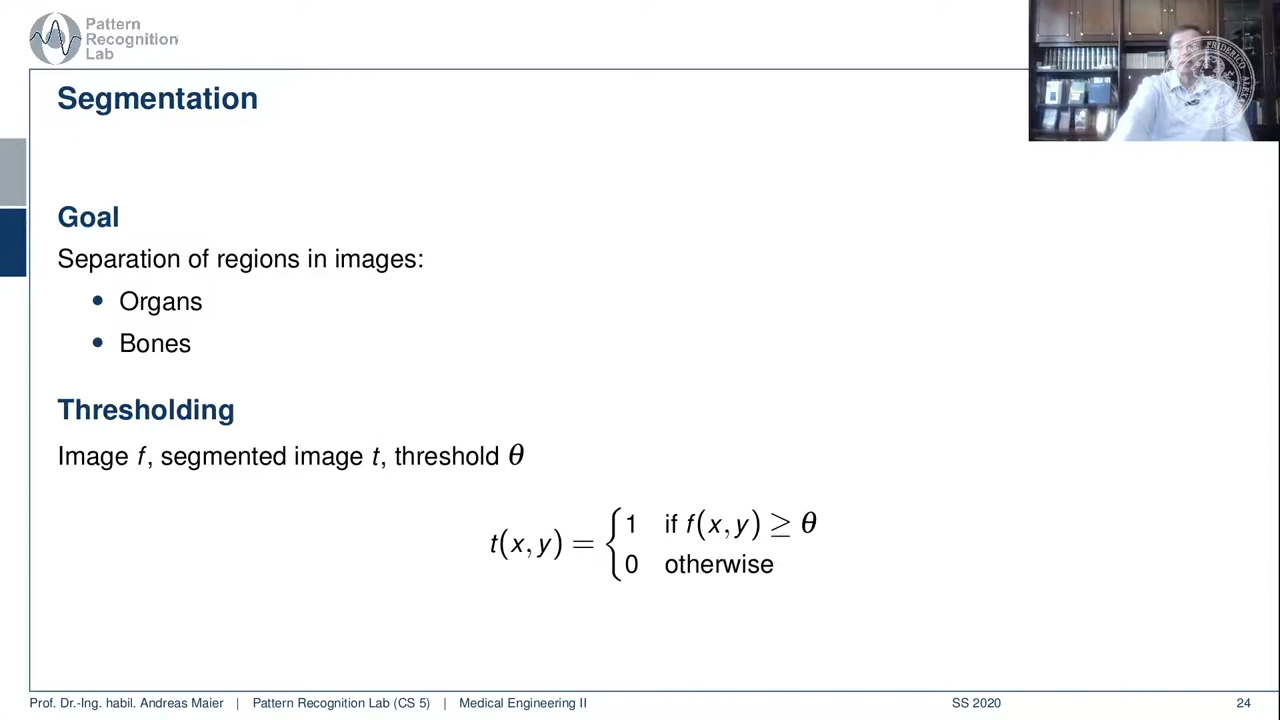 Pattern
Recognition
Lab
Segmentation
Goal
Separation of regions in images:
• Organs
• Bones
Thresholding
Image f, segmented image t, threshold θ
t(x, y) = { 1 if f(x, y) ≥ θ
0 otherwise
Prof. Dr.-Ing. habil. Andreas Maier | Pattern Recognition Lab (CS 5) | Medical Engineering II SS 2020 24